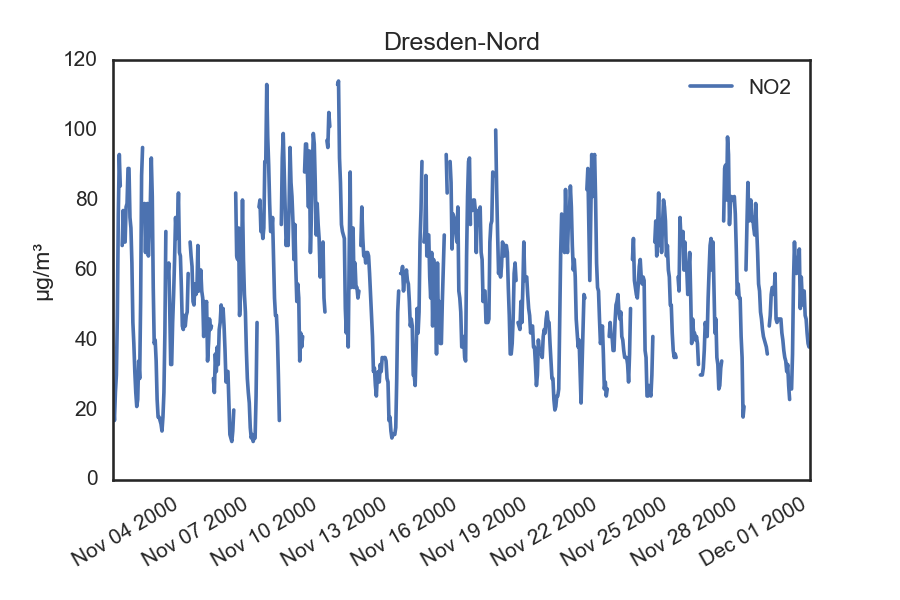 Dresden-Nord
NO2
µg/m³
120
100
80
60
40
20
0
Nov 04 2000
Nov 07 2000
Nov 10 2000
Nov 13 2000
Nov 16 2000
Nov 19 2000
Nov 22 2000
Nov 25 2000
Nov 28 2000
Dec 01 2000